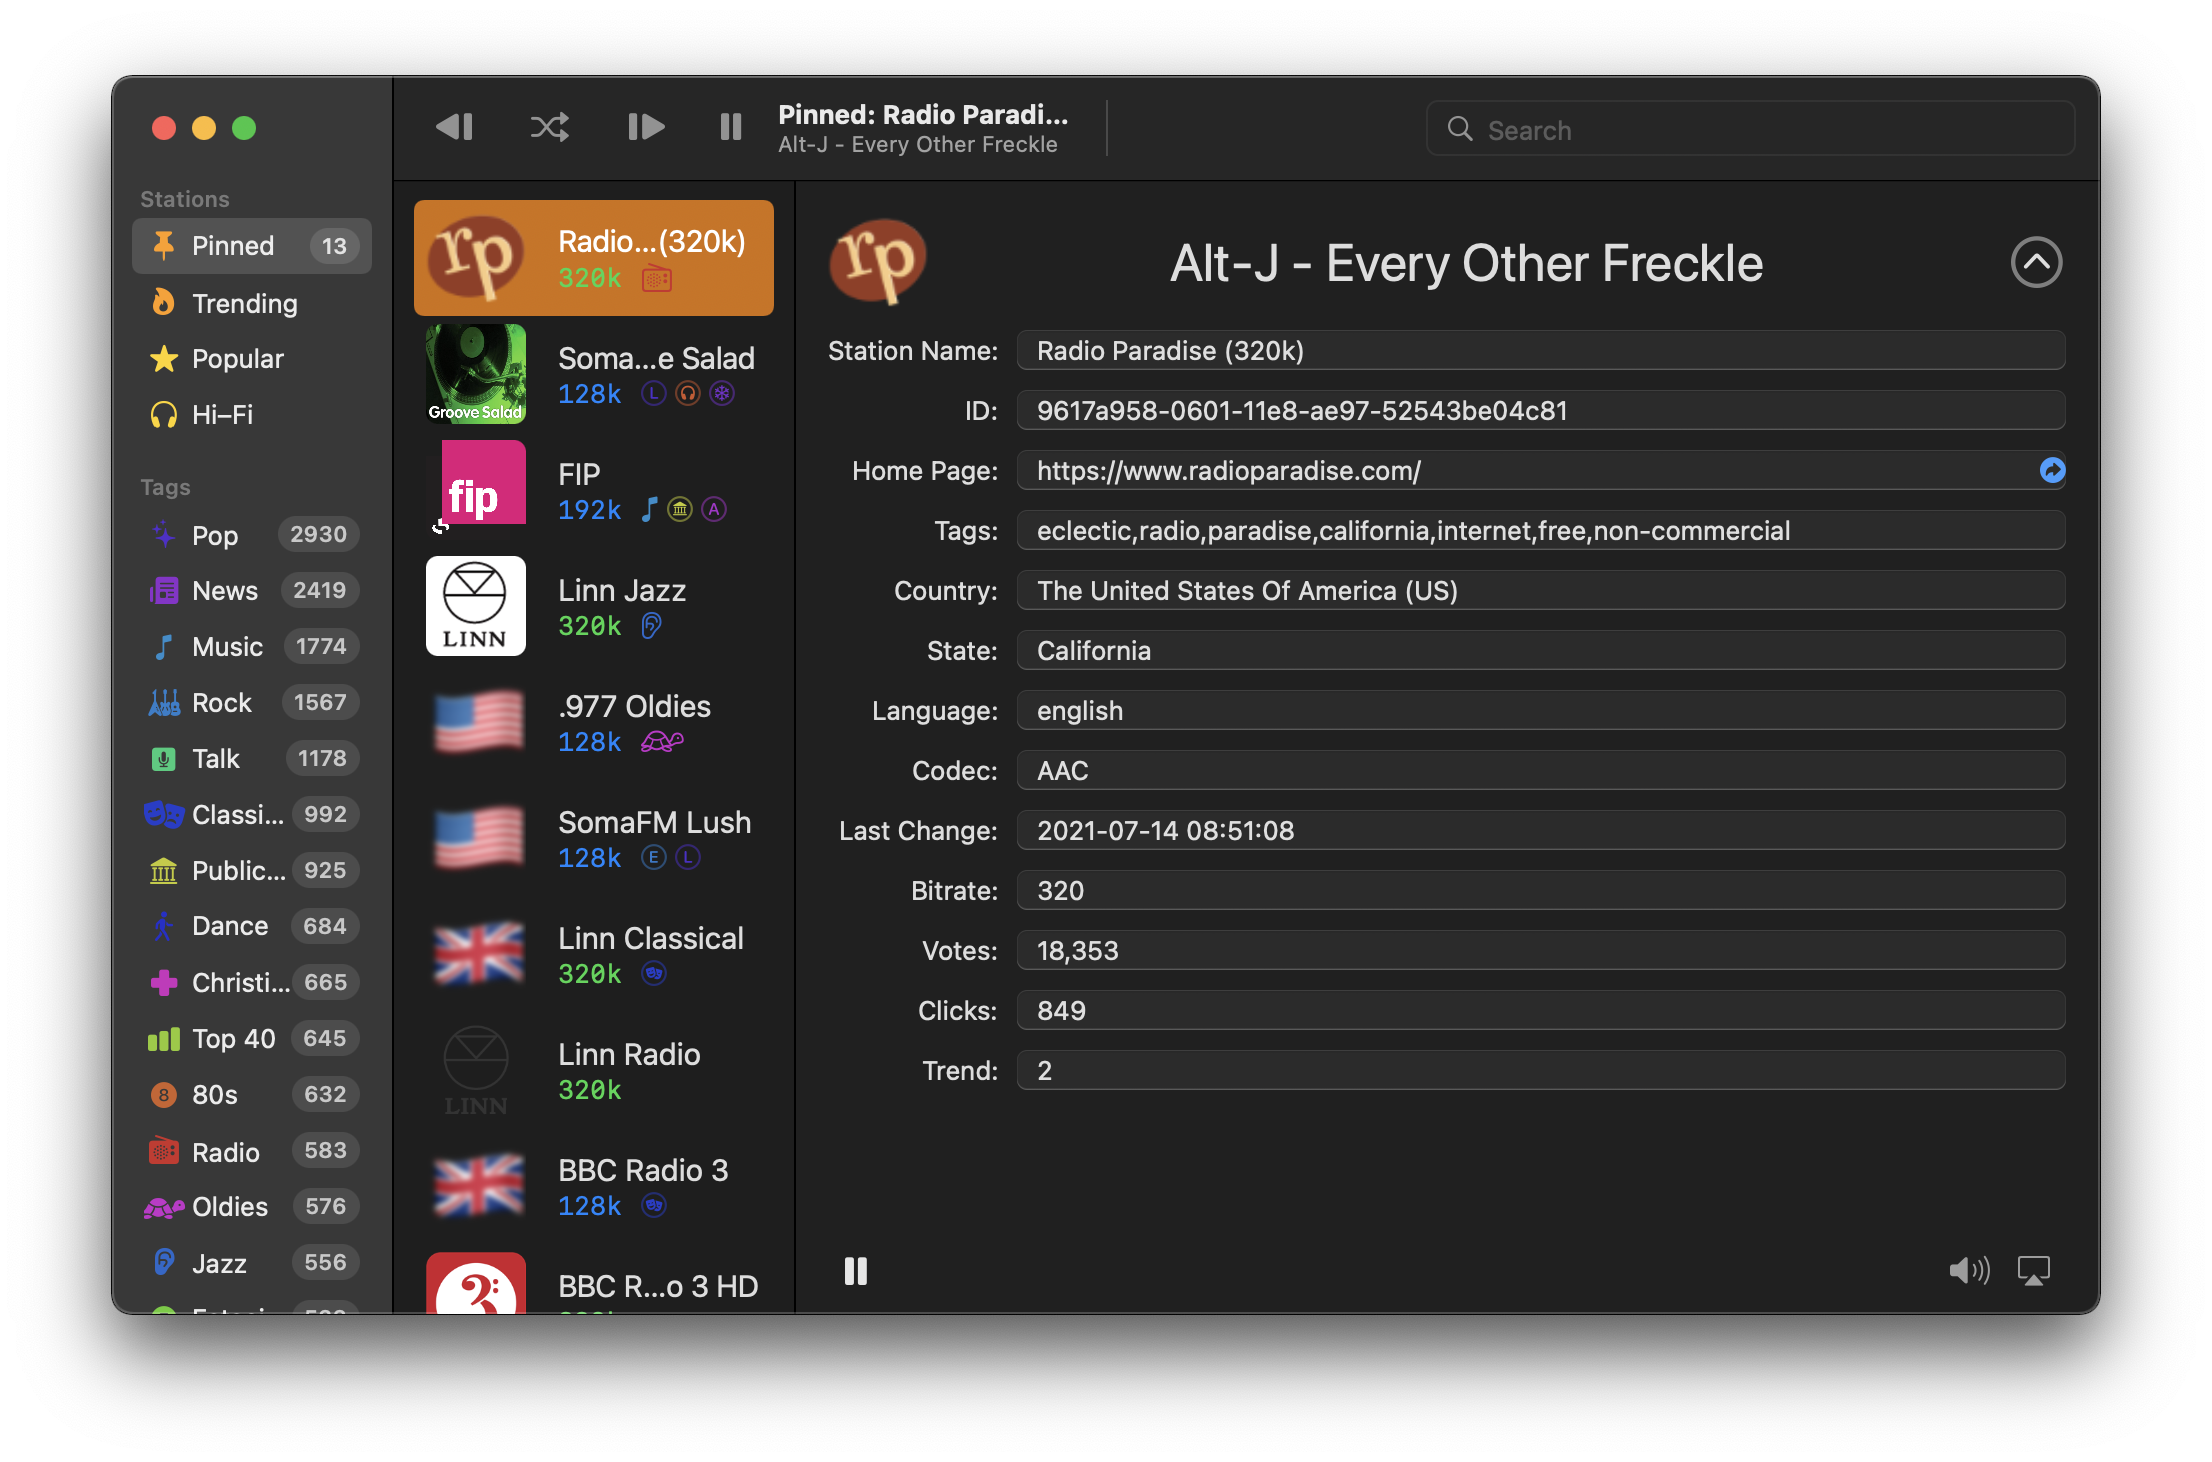 Stations
Pinned 13
Trending
Popular
Hi–Fi
Tags
Pop 2930
News 2419
Music 1774
Rock 1567
Talk 1178
Classi... 992
Public... 925
Dance 684
Christi... 665
Top 40 645
8 80s 632
Radio 583
Oldies 576
Jazz 556
Pinned: Radio Paradi...
Alt-J - Every Other Freckle
Search
rp
Radio...(320k)
320k
Groove Salad
Soma...e Salad
128k L
fip
FIP
192k A
LINN
Linn Jazz
320k
.977 Oldies
128k
SomaFM Lush
128k E L
Linn Classical
320k
LINN
Linn Radio
320k
BBC Radio 3
128k
3
BBC R...o 3 HD
rp
Alt-J - Every Other Freckle
Station Name: Radio Paradise (320k)
ID: 9617a958-0601-11e8-ae97-52543be04c81
Home Page: https://www.radioparadise.com/
Tags: eclectic,radio,paradise,california,internet,free,non-commercial
Country: The United States Of America (US)
State: California
Language: english
Codec: AAC
Last Change: 2021-07-14 08:51:08
Bitrate: 320
Votes: 18,353
Clicks: 849
Trend: 2